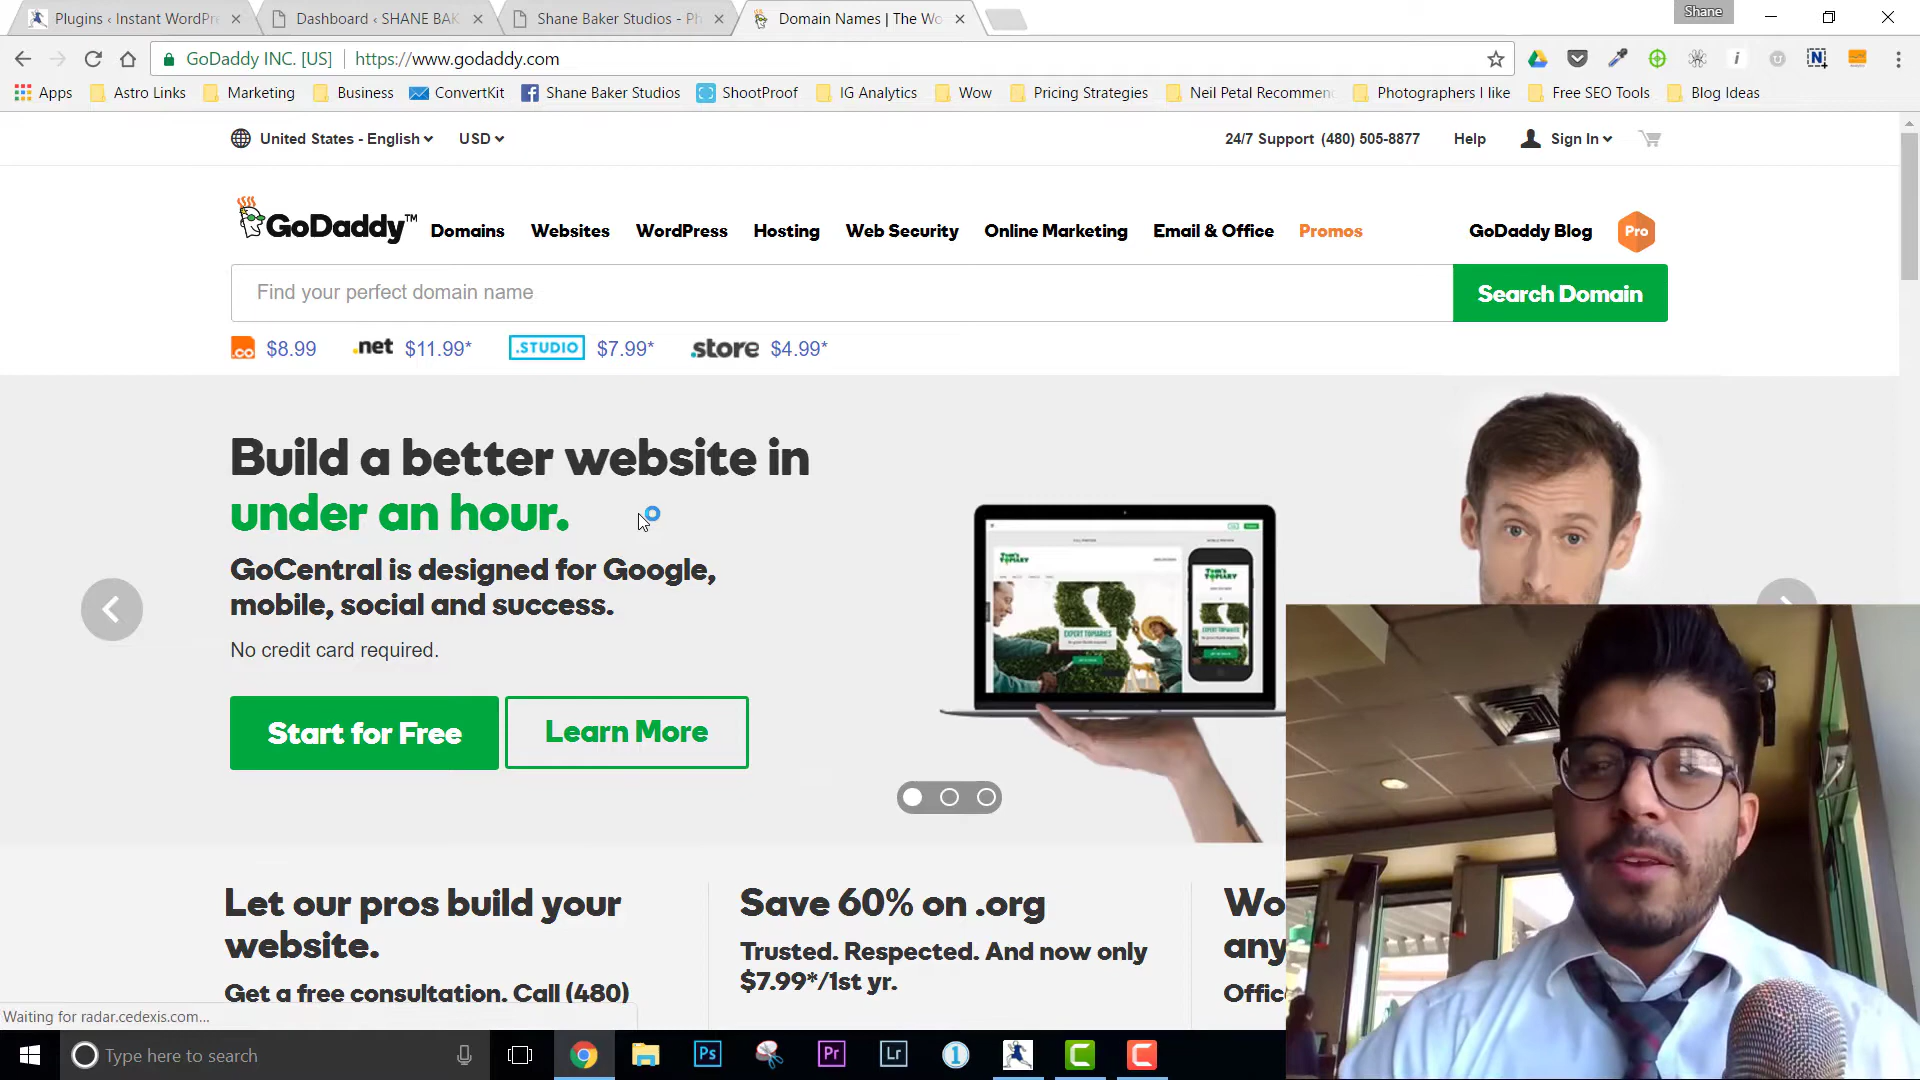 Plugins ‹ Instant WordPre
Dashboard ‹ SHANE BAK
Shane Baker Studios - Ph
Domain Names | The Wo
Shane
GoDaddy INC. [US] https://www.godaddy.com
Apps Astro Links Marketing Business ConvertKit Shane Baker Studios ShootProof IG Analytics Wow Pricing Strategies Neil Petal Recommen Photographers I like Free SEO Tools Blog Ideas
United States - English USD 24/7 Support (480) 505-8877 Help Sign In
GoDaddy™ Domains Websites WordPress Hosting Web Security Online Marketing Email & Office Promos GoDaddy Blog Pro
Find your perfect domain name Search Domain
.co $8.99 .net $11.99* .STUDIO $7.99* .store $4.99*
Build a better website in
under an hour.
GoCentral is designed for Google,
mobile, social and success.
No credit card required.
Start for Free Learn More
Tom's
TOPIARY
EXPERT TOPIARIES
Let our pros build your
website.
Get a free consultation. Call (480)
Save 60% on .org
Trusted. Respected. And now only
$7.99*/1st yr.
Wo
any
Offic
Waiting for radar.cedexis.com...
Type here to search
Ps
Pr
Lr